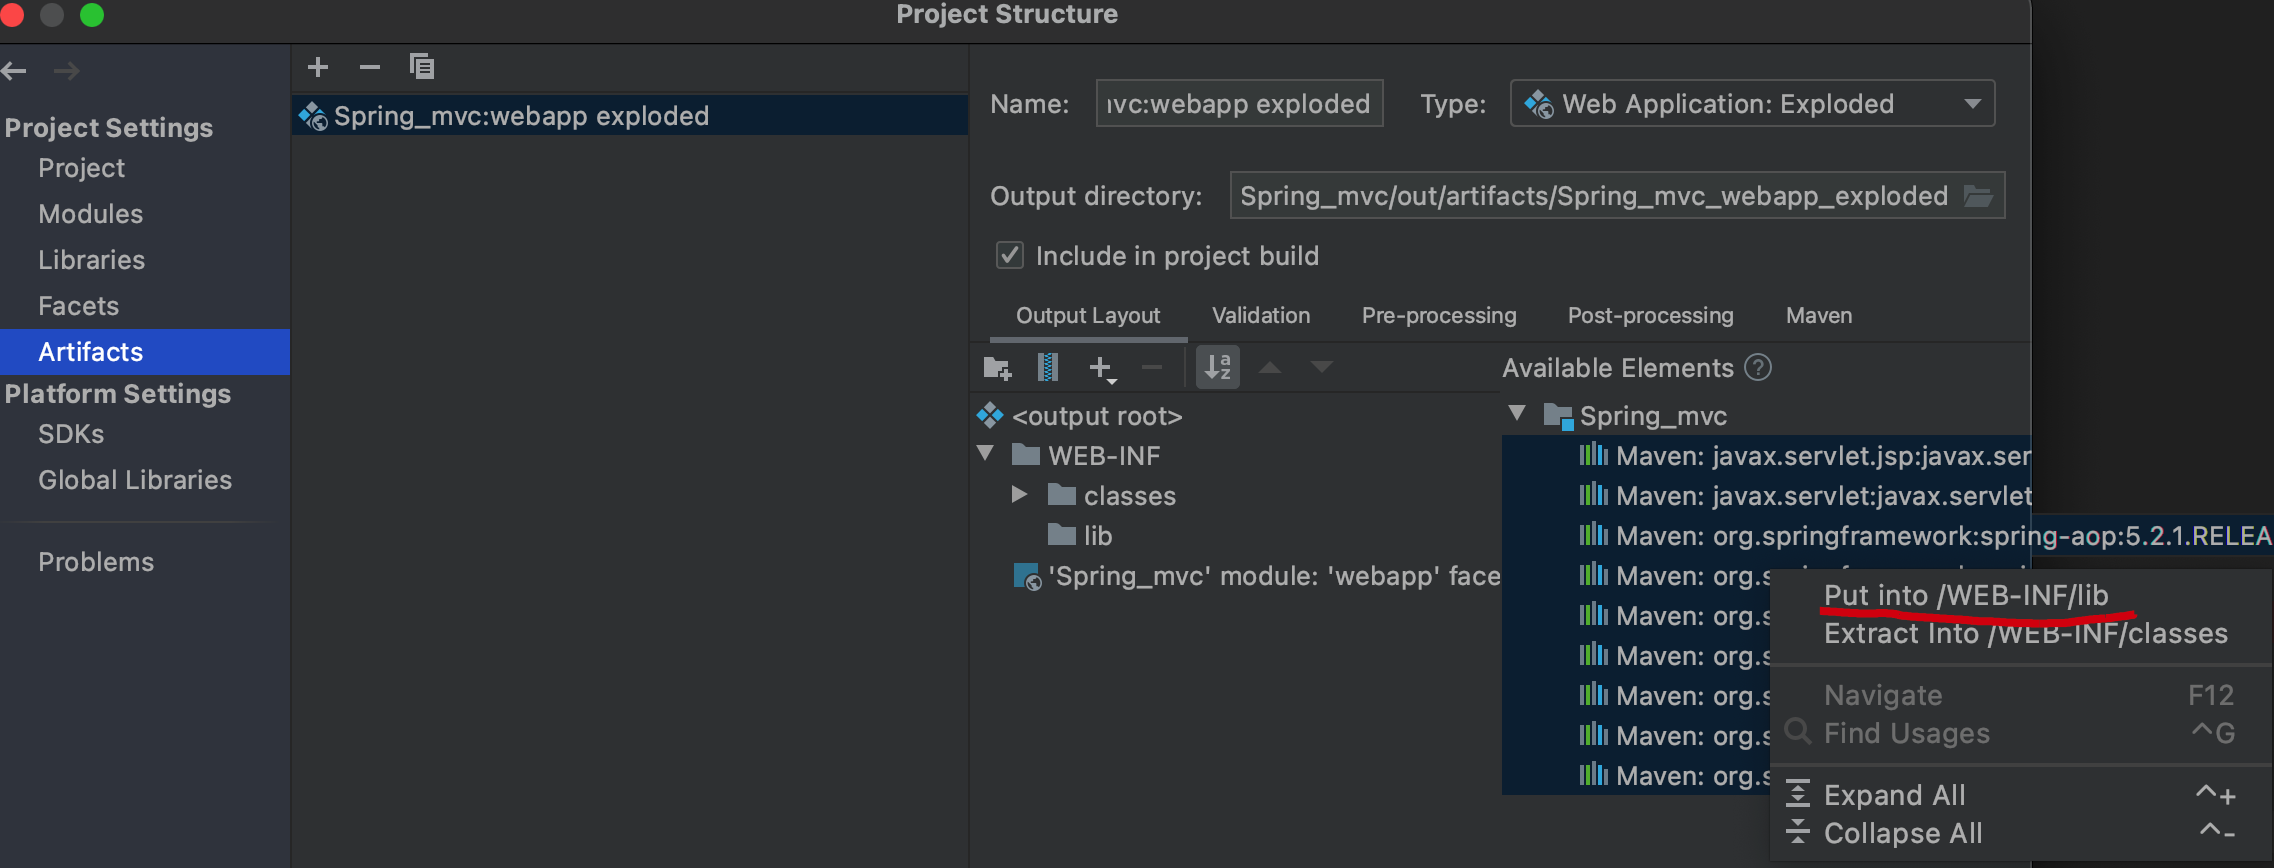 Project Structure
Project Settings
Project
Modules
Libraries
Facets
Artifacts
Platform Settings
SDKs
Global Libraries
Problems
Spring_mvc:webapp exploded
Name: vc:webapp exploded Type: Web Application: Exploded
Output directory: Spring_mvc/out/artifacts/Spring_mvc_webapp_exploded
Include in project build
Output Layout Validation Pre-processing Post-processing Maven
<output root>
WEB-INF
classes
lib
'Spring_mvc' module: 'webapp' face
Available Elements ?
Spring_mvc
Maven: javax.servlet.jsp:javax.ser
Maven: javax.servlet:javax.servlet
Maven: org.springframework:spring-aop:5.2.1.RELEA
Maven: org.s
Maven: org.s
Maven: org.s
Maven: org.s
Maven: org.s
Maven: org.s
Put into /WEB-INF/lib
Extract Into /WEB-INF/classes
Navigate F12
Find Usages ^G
Expand All ^+
Collapse All ^-